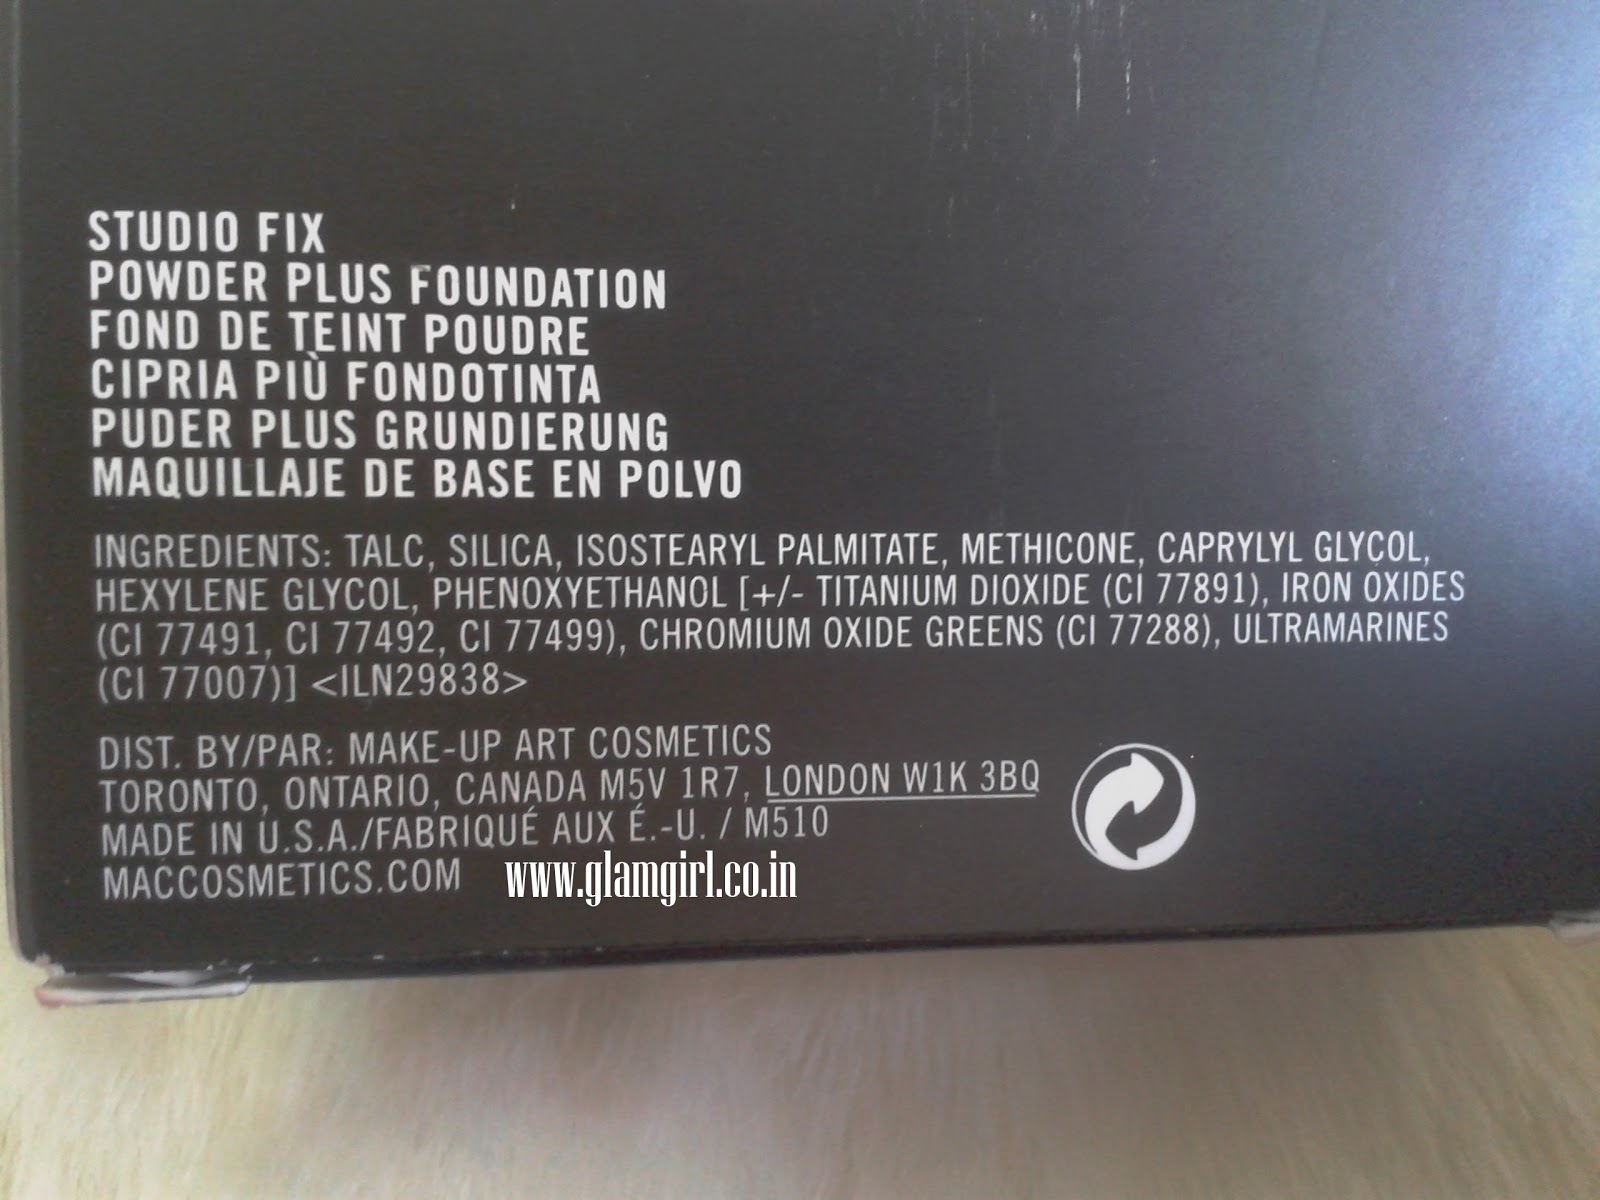 STUDIO FIX
POWDER PLUS FOUNDATION
FOND DE TEINT POUDRE
CIPRIA PIÙ FONDOTINTA
PUDER PLUS GRUNDIERUNG
MAQUILLAJE DE BASE EN POLVO
INGREDIENTS: TALC, SILICA, ISOSTEARYL PALMITATE, METHICONE, CAPRYLYL GLYCOL,
HEXYLENE GLYCOL, PHENOXYETHANOL [+/- TITANIUM DIOXIDE (CI 77891), IRON OXIDES
(CI 77491, CI 77492, CI 77499), CHROMIUM OXIDE GREENS (CI 77288), ULTRAMARINES
(CI 77007)] <ILN29838>
DIST. BY/PAR: MAKE-UP ART COSMETICS
TORONTO, ONTARIO, CANADA M5V 1R7, LONDON W1K 3BQ
MADE IN U.S.A./FABRIQUÉ AUX É.-U. / M510
MACCOSMETICS.COM
www.glamgirl.co.in